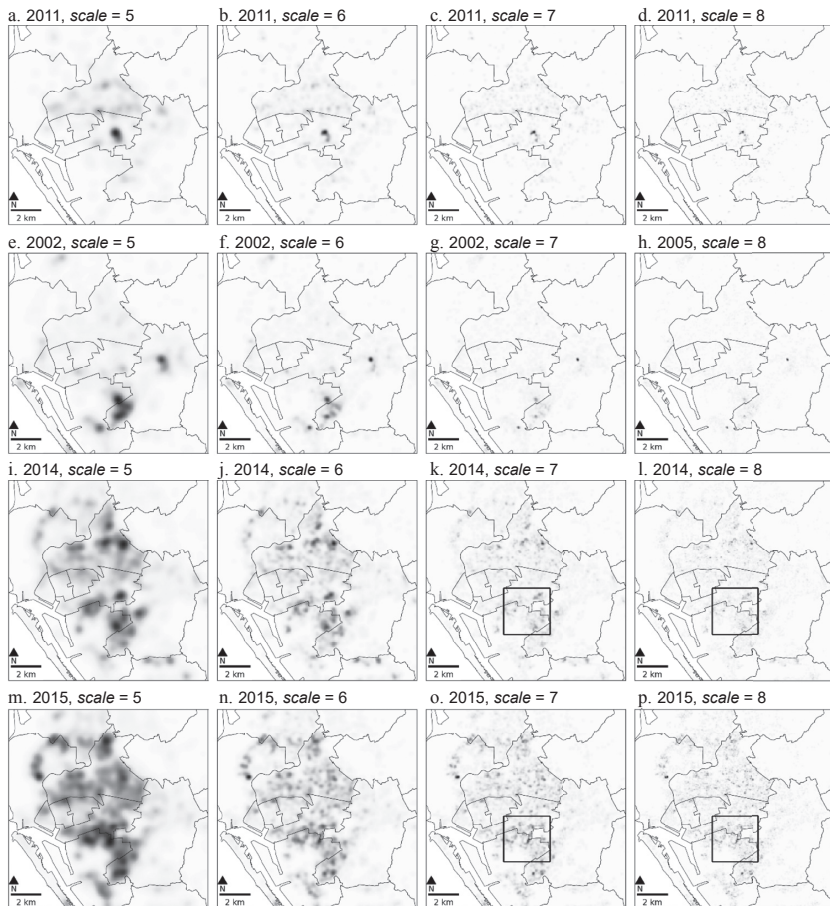 a. 2011, scale = 5
b. 2011, scale = 6
c. 2011, scale = 7
d. 2011, scale = 8
N
2 km
N
2 km
N
2 km
N
2 km
e. 2002, scale = 5
f. 2002, scale = 6
g. 2002, scale = 7
h. 2005, scale = 8
N
2 km
N
2 km
N
2 km
N
2 km
i. 2014, scale = 5
j. 2014, scale = 6
k. 2014, scale = 7
l. 2014, scale = 8
N
2 km
N
2 km
N
2 km
N
2 km
m. 2015, scale = 5
n. 2015, scale = 6
o. 2015, scale = 7
p. 2015, scale = 8
N
2 km
N
2 km
N
2 km
N
2 km